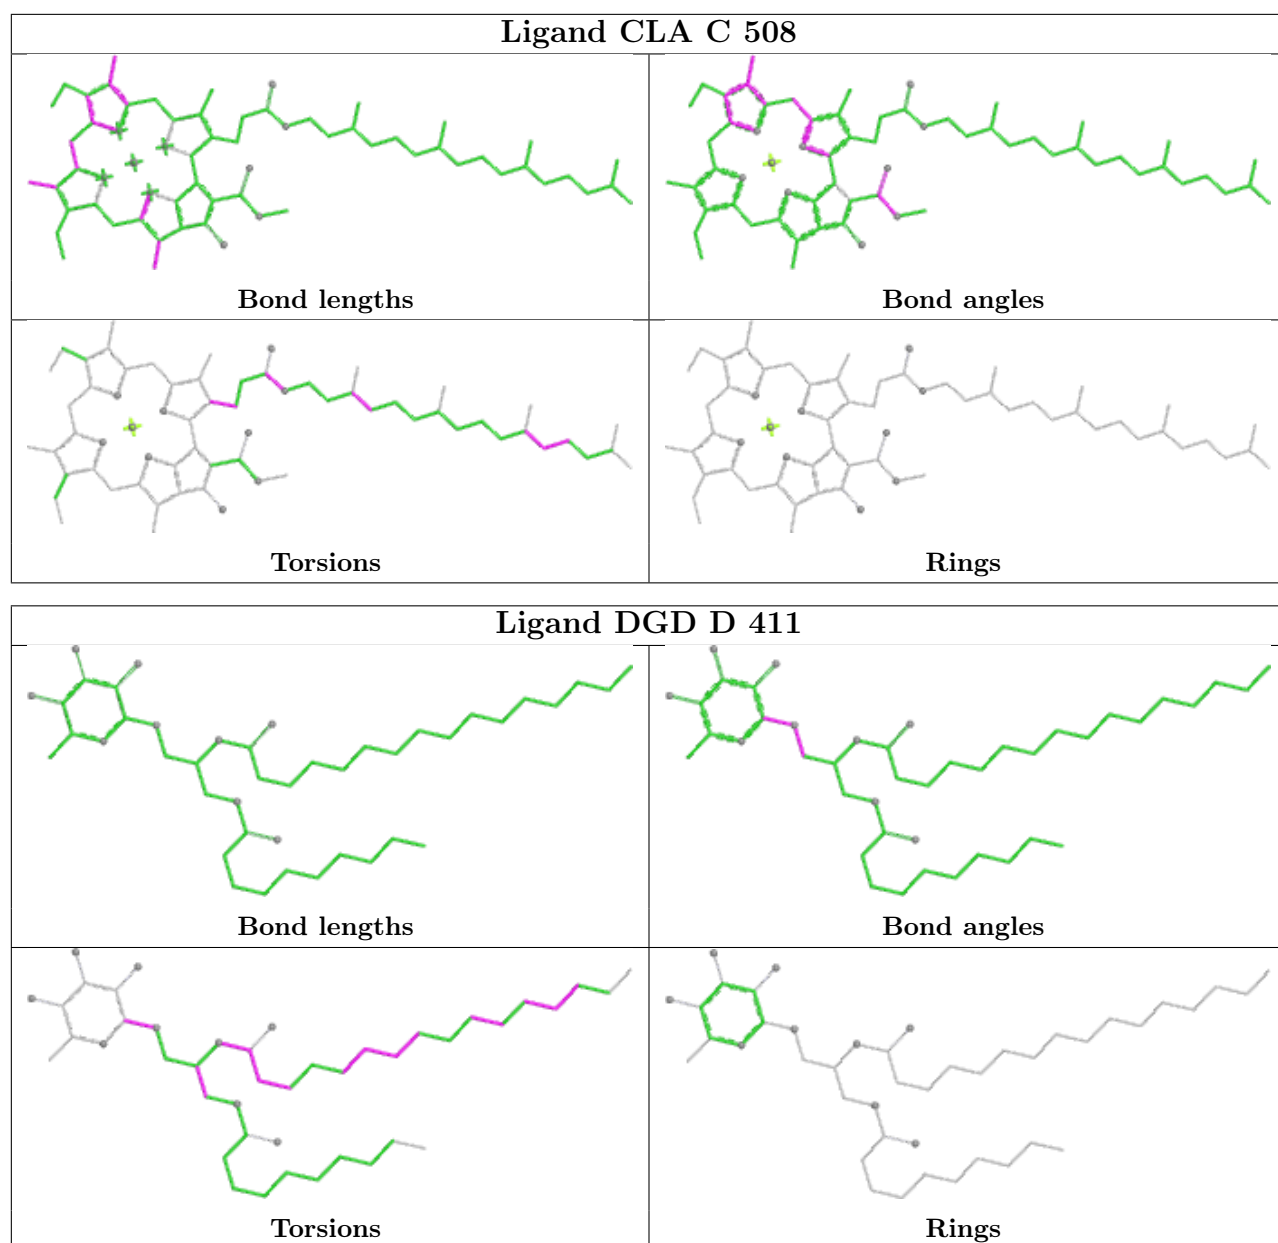 Ligand CLA C 508
Bond lengths
Bond angles
Torsions
Rings
Ligand DGD D 411
Bond lengths
Bond angles
Torsions
Rings